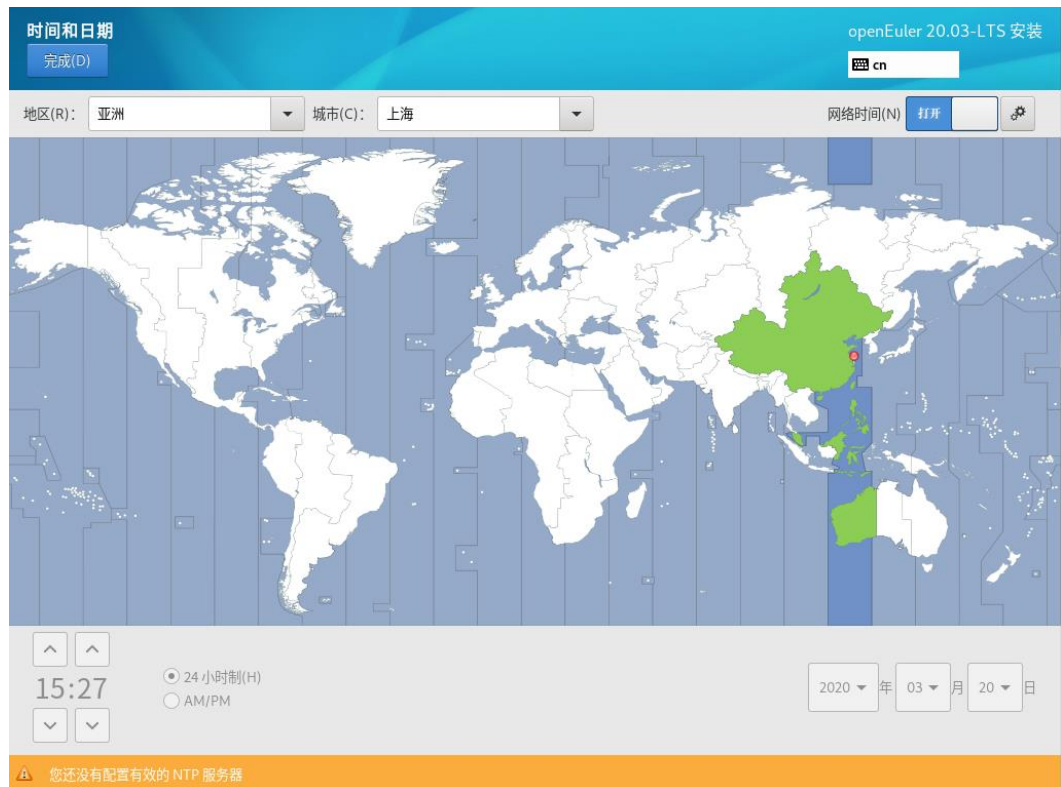 时间和日期
openEuler 20.03-LTS 安装
完成(D)
cn
地区(R): 亚洲 城市(C): 上海 网络时间(N) 打开
15:27
24 小时制(H)
AM/PM
2020 年 03 月 20 日
您还没有配置有效的 NTP 服务器